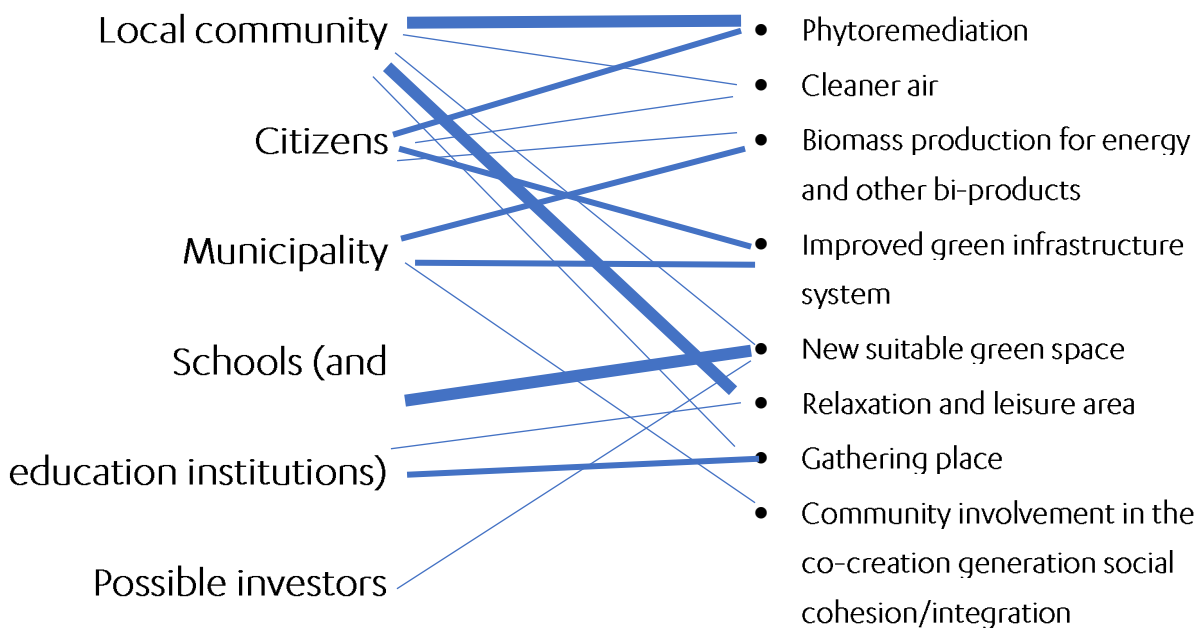 Local community
Citizens
Municipality
Schools (and
education institutions)
Possible investors
• Phytoremediation
• Cleaner air
• Biomass production for energy
and other bi-products
• Improved green infrastructure
system
• New suitable green space
• Relaxation and leisure area
• Gathering place
• Community involvement in the
co-creation generation social
cohesion/integration